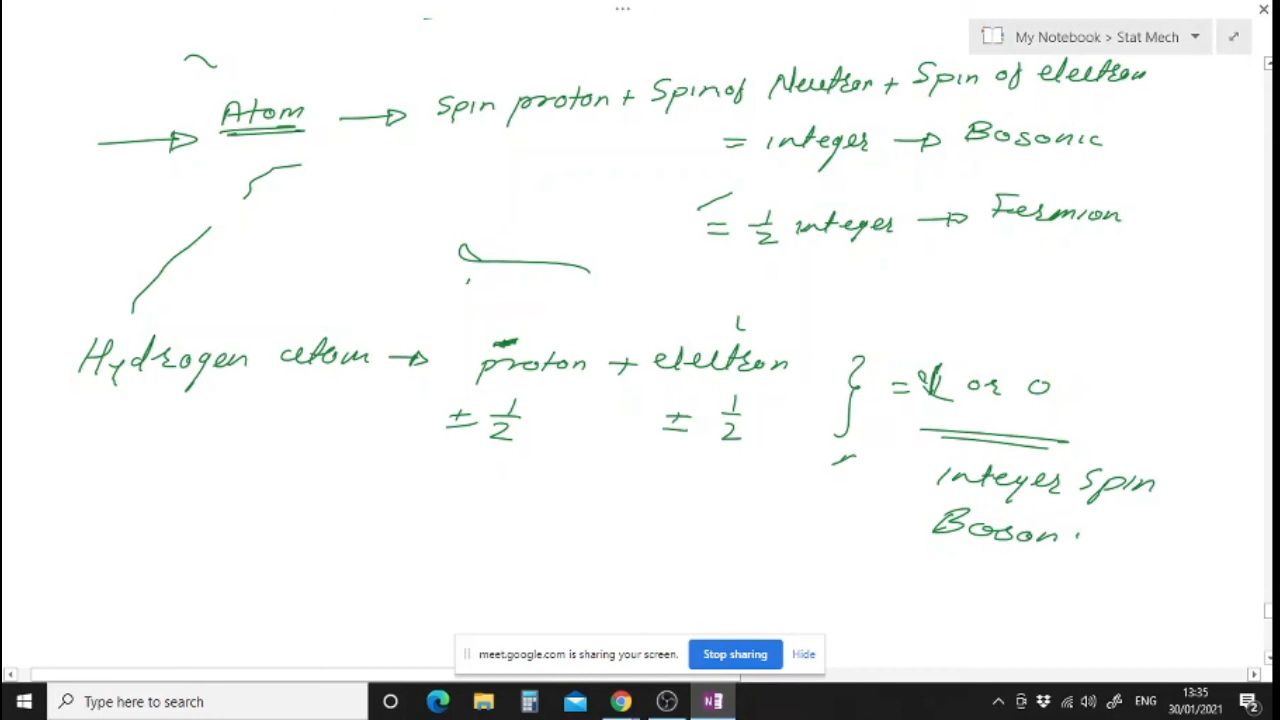 My Notebook > Stat Mech
Atom → Spin proton + Spin of Neutron + Spin of electron
= integer → Bosonic
= 1/2 integer → Fermion
Hydrogen atom → proton + electron } = 1 or 0
± 1/2 ± 1/2
integer spin
Boson.
meet.google.com is sharing your screen. Stop sharing Hide
Type here to search
ENG
13:35
30/01/2021
2